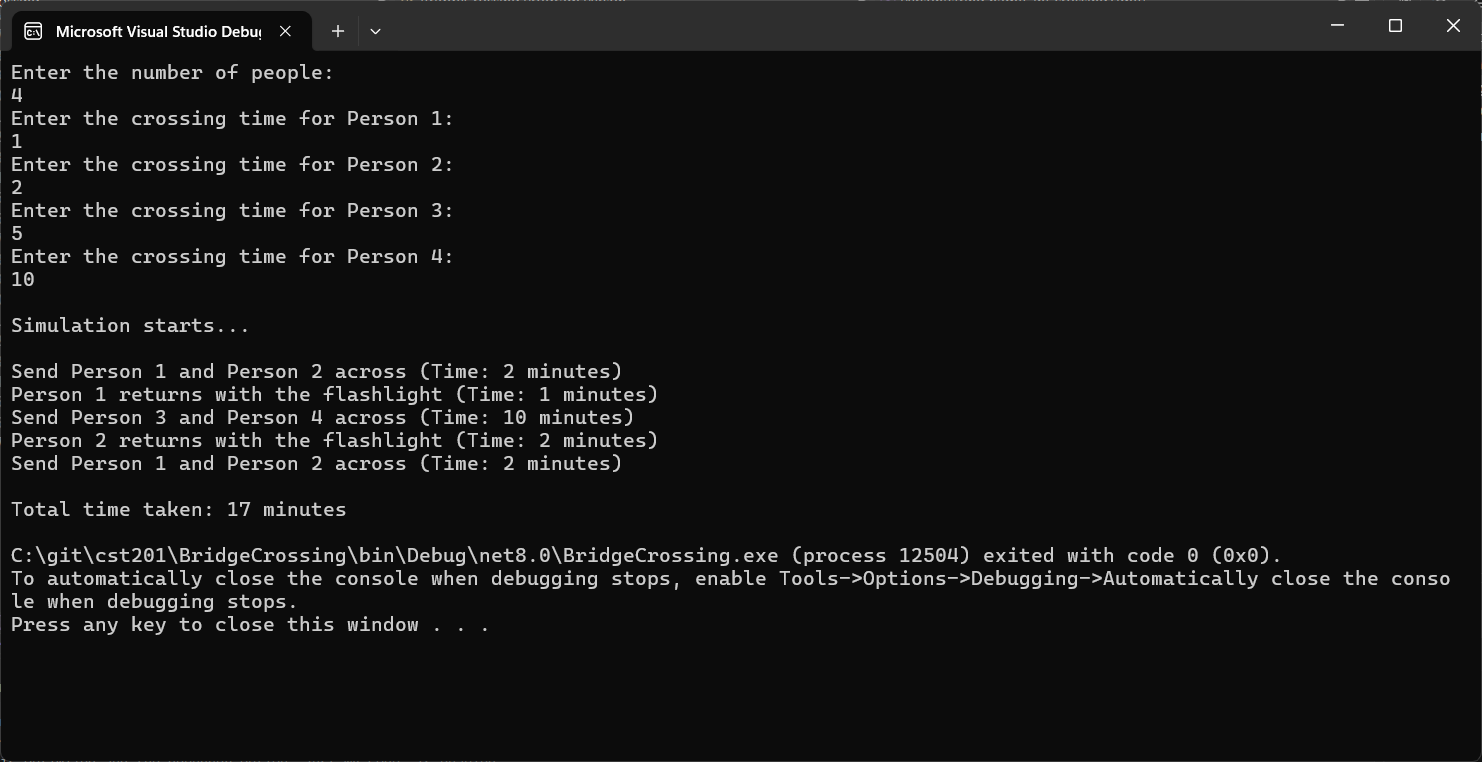 Microsoft Visual Studio Debu
Enter the number of people:
4
Enter the crossing time for Person 1:
1
Enter the crossing time for Person 2:
2
Enter the crossing time for Person 3:
5
Enter the crossing time for Person 4:
10
Simulation starts...
Send Person 1 and Person 2 across (Time: 2 minutes)
Person 1 returns with the flashlight (Time: 1 minutes)
Send Person 3 and Person 4 across (Time: 10 minutes)
Person 2 returns with the flashlight (Time: 2 minutes)
Send Person 1 and Person 2 across (Time: 2 minutes)
Total time taken: 17 minutes
C:\git\cst201\BridgeCrossing\bin\Debug\net8.0\BridgeCrossing.exe (process 12504) exited with code 0 (0x0).
To automatically close the console when debugging stops, enable Tools->Options->Debugging->Automatically close the conso
le when debugging stops.
Press any key to close this window . . .